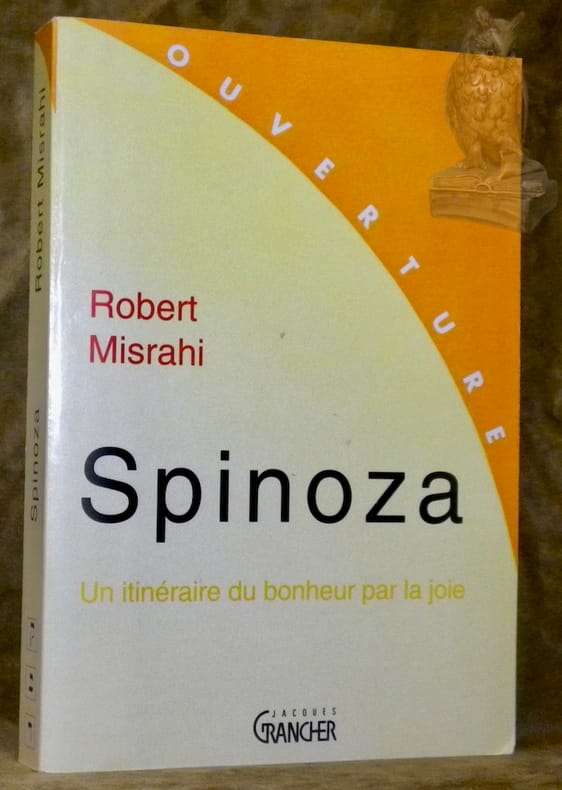 OUVERTURE
Robert
Misrahi
Spinoza
Un itinéraire du bonheur par la joie
JACQUES
GRANCHER
Robert Misrahi
Spinoza